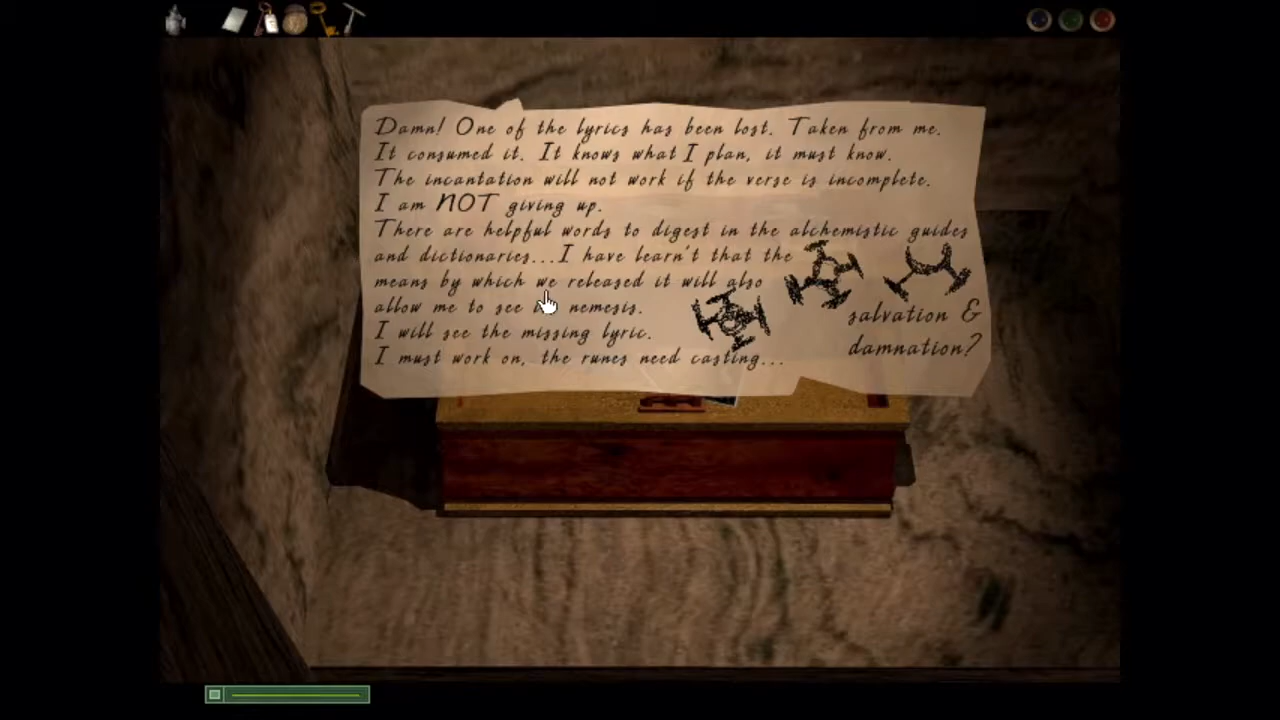 Damn! One of the lyrics has been lost. Taken from me.
It consumed it. It knows what I plan, it must know.
The incantation will not work if the verse is incomplete.
I am NOT giving up.
There are helpful words to digest in the alchemistic guides
and dictionaries...I have learn't that the
means by which we released it will also
allow me to see nemesis.
I will see the missing lyric.
I must work on, the runes need casting...
salvation &
damnation?